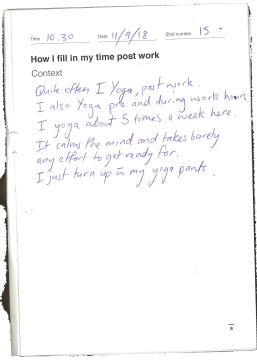 Time 10.30 Date 11/9/18 Shot number 15
How I fill in my time post work
Context
Quite often I Yoga, post work.
I also Yoga pre and during work hours
I yoga about 5 times a week here.
It calms the mind and takes barely
any effort to get ready for.
I just turn up in my yoga pants.